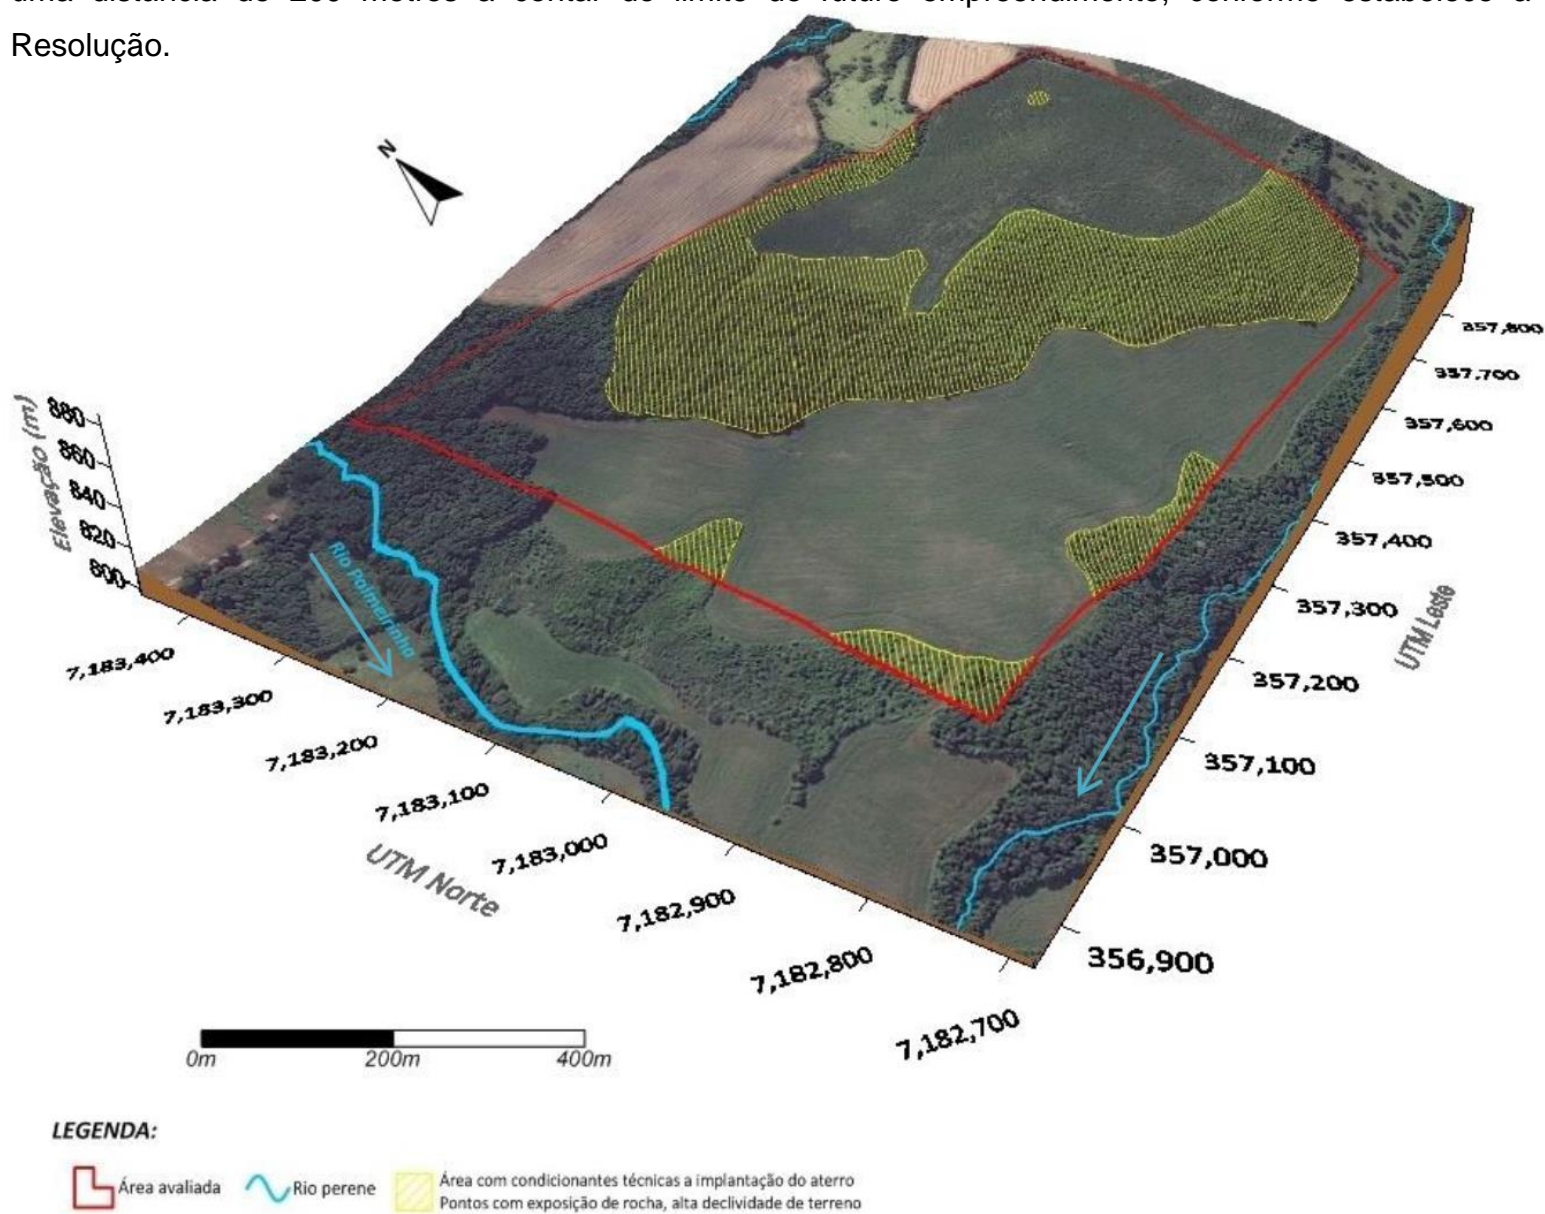 Resolução.
N
880
860
840
820
800
Elevação (m)
Rio Palmeirinho
357,800
357,700
357,600
357,500
357,400
357,300
357,200
357,100
357,000
356,900
UTM Leste
7,183,400
7,183,300
7,183,200
7,183,100
7,183,000
7,182,900
7,182,800
7,182,700
UTM Norte
0m 200m 400m
LEGENDA:
Área avaliada
Rio perene
Área com condicionantes técnicas a implantação do aterro
Pontos com exposição de rocha, alta declividade de terreno